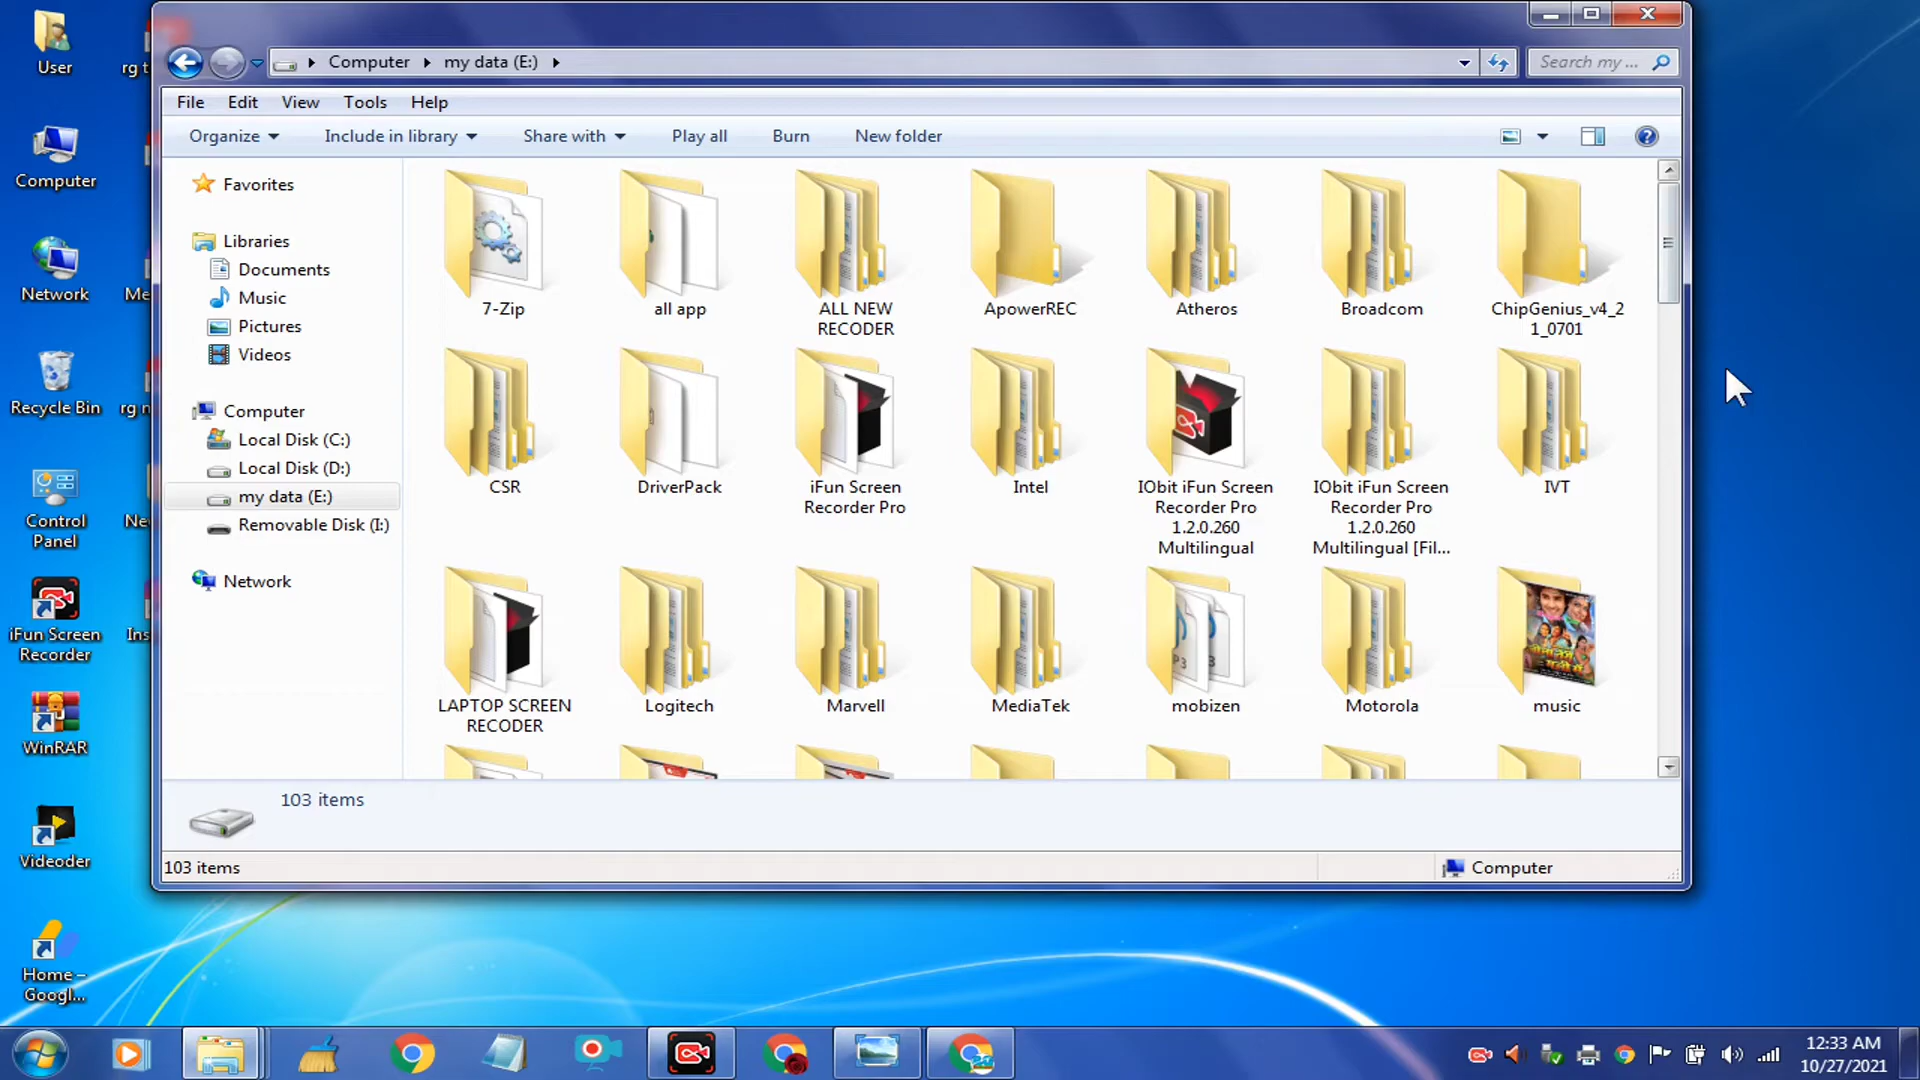 User
rg t
Computer
Network
Me
Recycle Bin
rg n
Control
Panel
Ne
iFun Screen
Recorder
Ins
WinRAR
Videoder
Home –
Googl...
Computer
my data (E:)
Search my ...
File
Edit
View
Tools
Help
Organize
Include in library
Share with
Play all
Burn
New folder
Favorites
Libraries
Documents
Music
Pictures
Videos
Computer
Local Disk (C:)
Local Disk (D:)
my data (E:)
Removable Disk (I:)
Network
7-Zip
all app
ALL NEW
RECODER
ApowerREC
Atheros
Broadcom
ChipGenius_v4_2
1_0701
CSR
DriverPack
iFun Screen
Recorder Pro
Intel
IObit iFun Screen
Recorder Pro
1.2.0.260
Multilingual
IObit iFun Screen
Recorder Pro
1.2.0.260
Multilingual [Fil...
IVT
LAPTOP SCREEN
RECODER
Logitech
Marvell
MediaTek
mobizen
Motorola
music
103 items
103 items
Computer
12:33 AM
10/27/2021